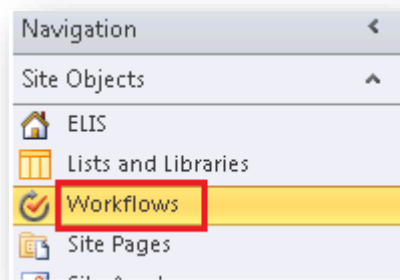 Navigation
Site Objects
ELIS
Lists and Libraries
Workflows
Site Pages